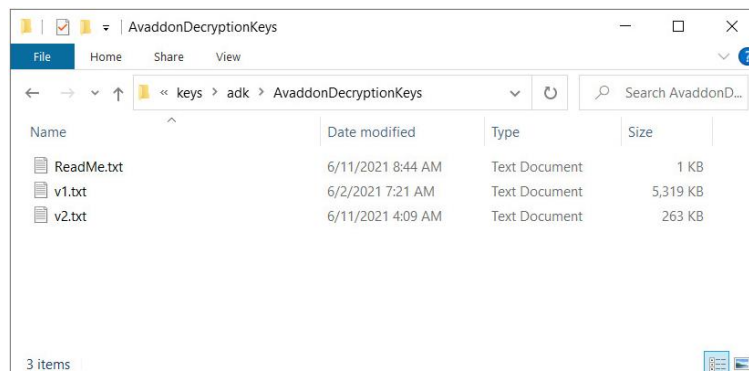 AvaddonDecryptionKeys
File Home Share View ?
« keys > adk > AvaddonDecryptionKeys Search AvaddonD...
Name Date modified Type Size
ReadMe.txt 6/11/2021 8:44 AM Text Document 1 KB
v1.txt 6/2/2021 7:21 AM Text Document 5,319 KB
v2.txt 6/11/2021 4:09 AM Text Document 263 KB
3 items